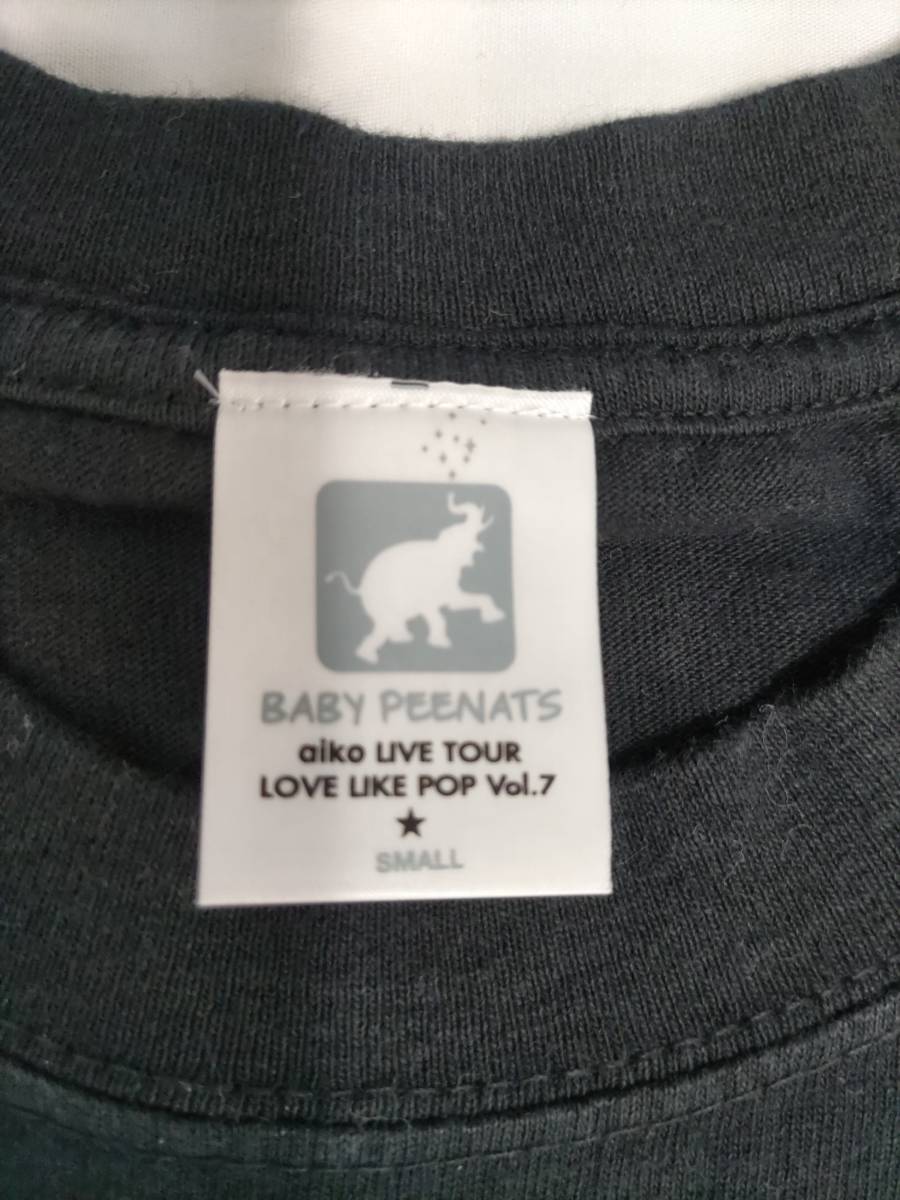 BABY PEENATS
aiko LIVE TOUR
LOVE LIKE POP Vol.7
★
SMALL